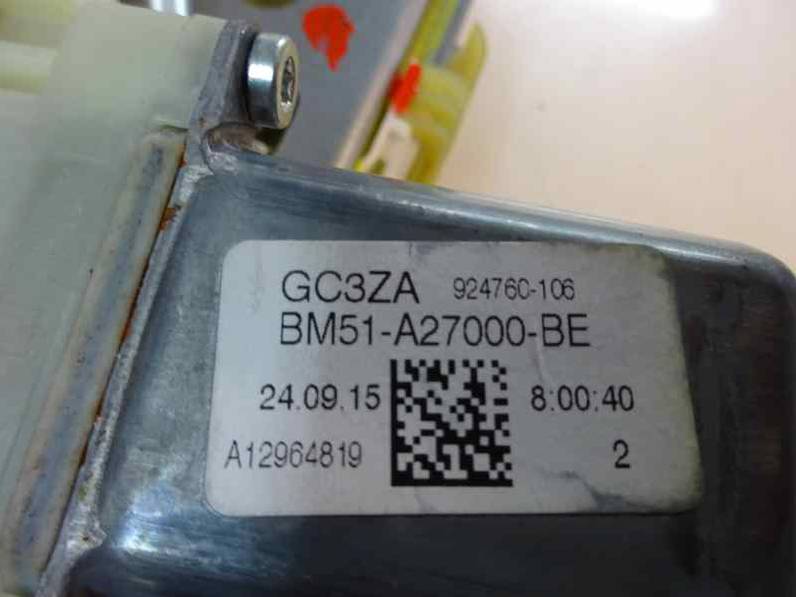 GC3ZA 924760-106
BM51-A27000-BE
24.09.15 8:00:40
A12964819 2